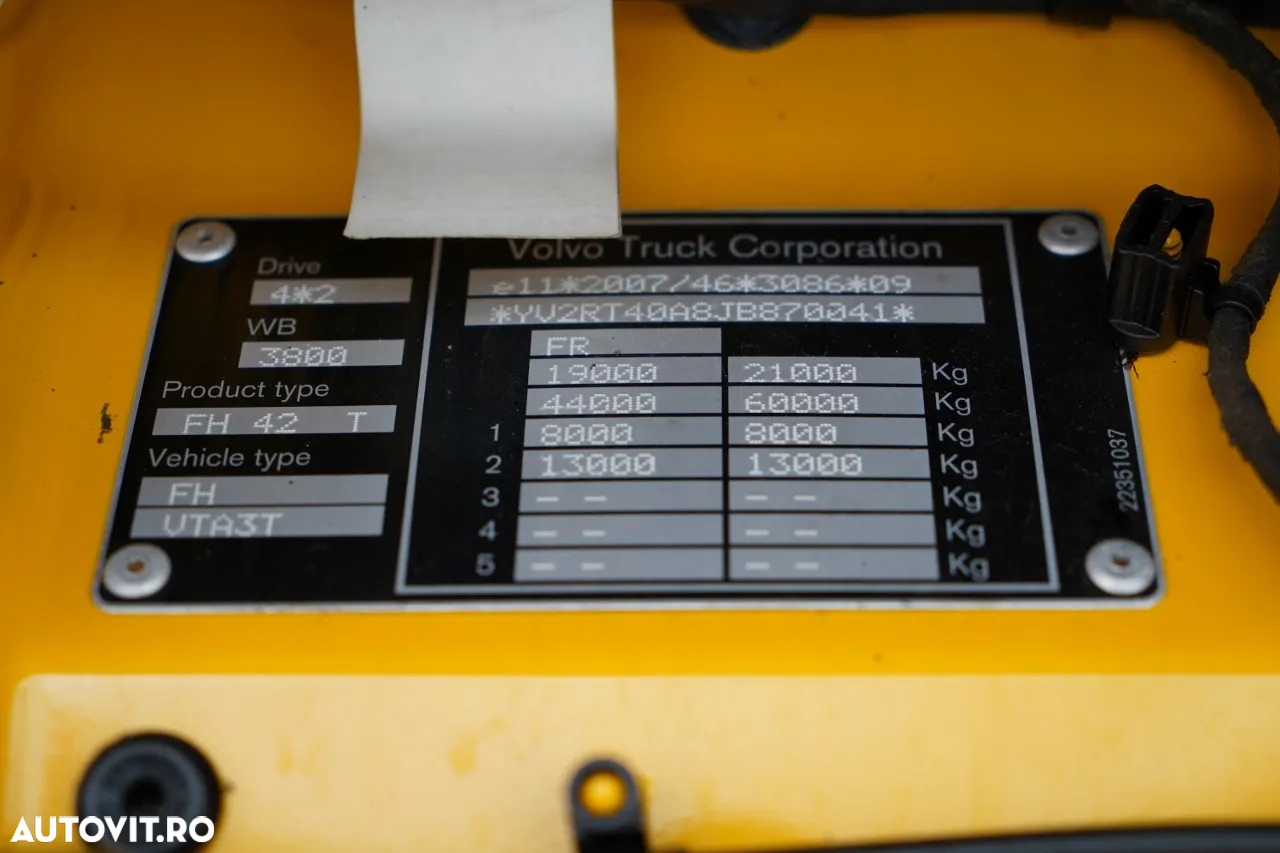 Drive
4*2
WB
3800
Product type
FH 42 T
Vehicle type
FH
VTA3T
Volvo Truck Corporation
e11*2007/46*3086*09
*YV2RT40A8JB870041*
FR
19000 21000 Kg
44000 60000 Kg
1 8000 8000 Kg
2 13000 13000 Kg
3 - - - - Kg
4 - - - - Kg
5 - - - - Kg
22351037
AUTOVIT.RO